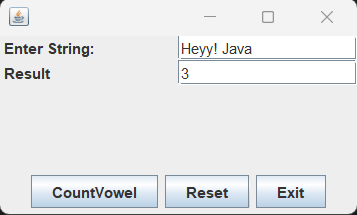 Enter String: Heyy! Java
Result 3
CountVowel Reset Exit